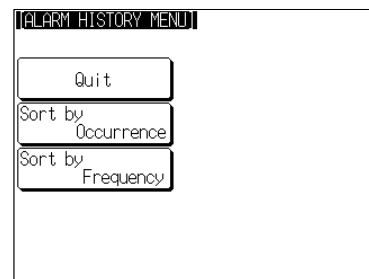 [ALARM HISTORY MENU]
Quit
Sort by
Occurrence
Sort by
Frequency